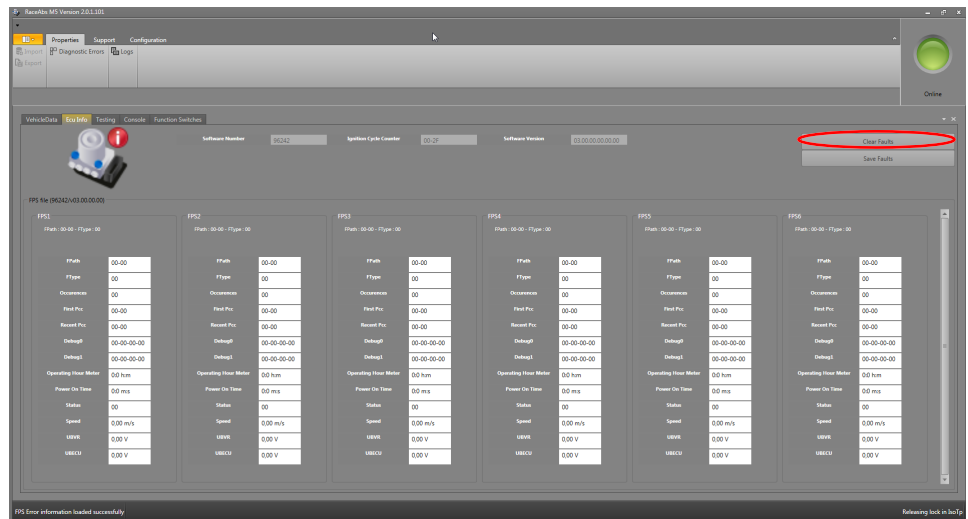 RaceAbs M5 Version 2.0.1.101
Properties Support Configuration
Import Diagnostic Errors Logs
Export
Online
VehicleData Ecu Info Testing Console Function Switches
Software Number 96242 Ignition Cycle Counter 00-2F Software Version 03.00.00.00.00.00 Clear Faults
Save Faults
FPS file (96242/v03.00.00.00)
FPS1 FPS2 FPS3 FPS4 FPS5 FPS6
FPath : 00-00 - FType : 00 FPath : 00-00 - FType : 00 FPath : 00-00 - FType : 00 FPath : 00-00 - FType : 00 FPath : 00-00 - FType : 00 FPath : 00-00 - FType : 00
FPath 00-00 FPath 00-00 FPath 00-00 FPath 00-00 FPath 00-00 FPath 00-00
FType 00 FType 00 FType 00 FType 00 FType 00 FType 00
Occurences 00 Occurences 00 Occurences 00 Occurences 00 Occurences 00 Occurences 00
First Pcc 00-00 First Pcc 00-00 First Pcc 00-00 First Pcc 00-00 First Pcc 00-00 First Pcc 00-00
Recent Pcc 00-00 Recent Pcc 00-00 Recent Pcc 00-00 Recent Pcc 00-00 Recent Pcc 00-00 Recent Pcc 00-00
Debug0 00-00-00-00 Debug0 00-00-00-00 Debug0 00-00-00-00 Debug0 00-00-00-00 Debug0 00-00-00-00 Debug0 00-00-00-00
Debug1 00-00-00-00 Debug1 00-00-00-00 Debug1 00-00-00-00 Debug1 00-00-00-00 Debug1 00-00-00-00 Debug1 00-00-00-00
Operating Hour Meter 0:0 h:m Operating Hour Meter 0:0 h:m Operating Hour Meter 0:0 h:m Operating Hour Meter 0:0 h:m Operating Hour Meter 0:0 h:m Operating Hour Meter 0:0 h:m
Power On Time 0:0 m:s Power On Time 0:0 m:s Power On Time 0:0 m:s Power On Time 0:0 m:s Power On Time 0:0 m:s Power On Time 0:0 m:s
Status 00 Status 00 Status 00 Status 00 Status 00 Status 00
Speed 0,00 m/s Speed 0,00 m/s Speed 0,00 m/s Speed 0,00 m/s Speed 0,00 m/s Speed 0,00 m/s
UBVR 0,00 V UBVR 0,00 V UBVR 0,00 V UBVR 0,00 V UBVR 0,00 V UBVR 0,00 V
UBECU 0,00 V UBECU 0,00 V UBECU 0,00 V UBECU 0,00 V UBECU 0,00 V UBECU 0,00 V
FPS Error information loaded successfully Releasing lock in IsoTp